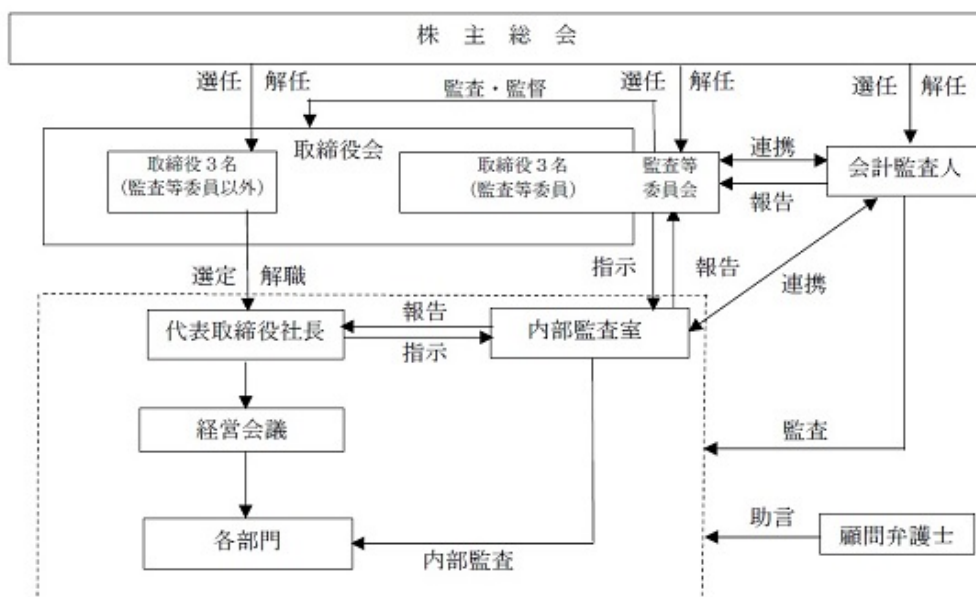 株 主 総 会
選任 解任
監査・監督
選任 解任
選任 解任
取締役会
取締役３名
（監査等委員以外）
取締役３名
（監査等委員）
監査等
委員会
連携
報告
会計監査人
選定 解職
指示
報告
連携
代表取締役社長
報告
指示
内部監査室
経営会議
監査
各部門
内部監査
助言
顧問弁護士